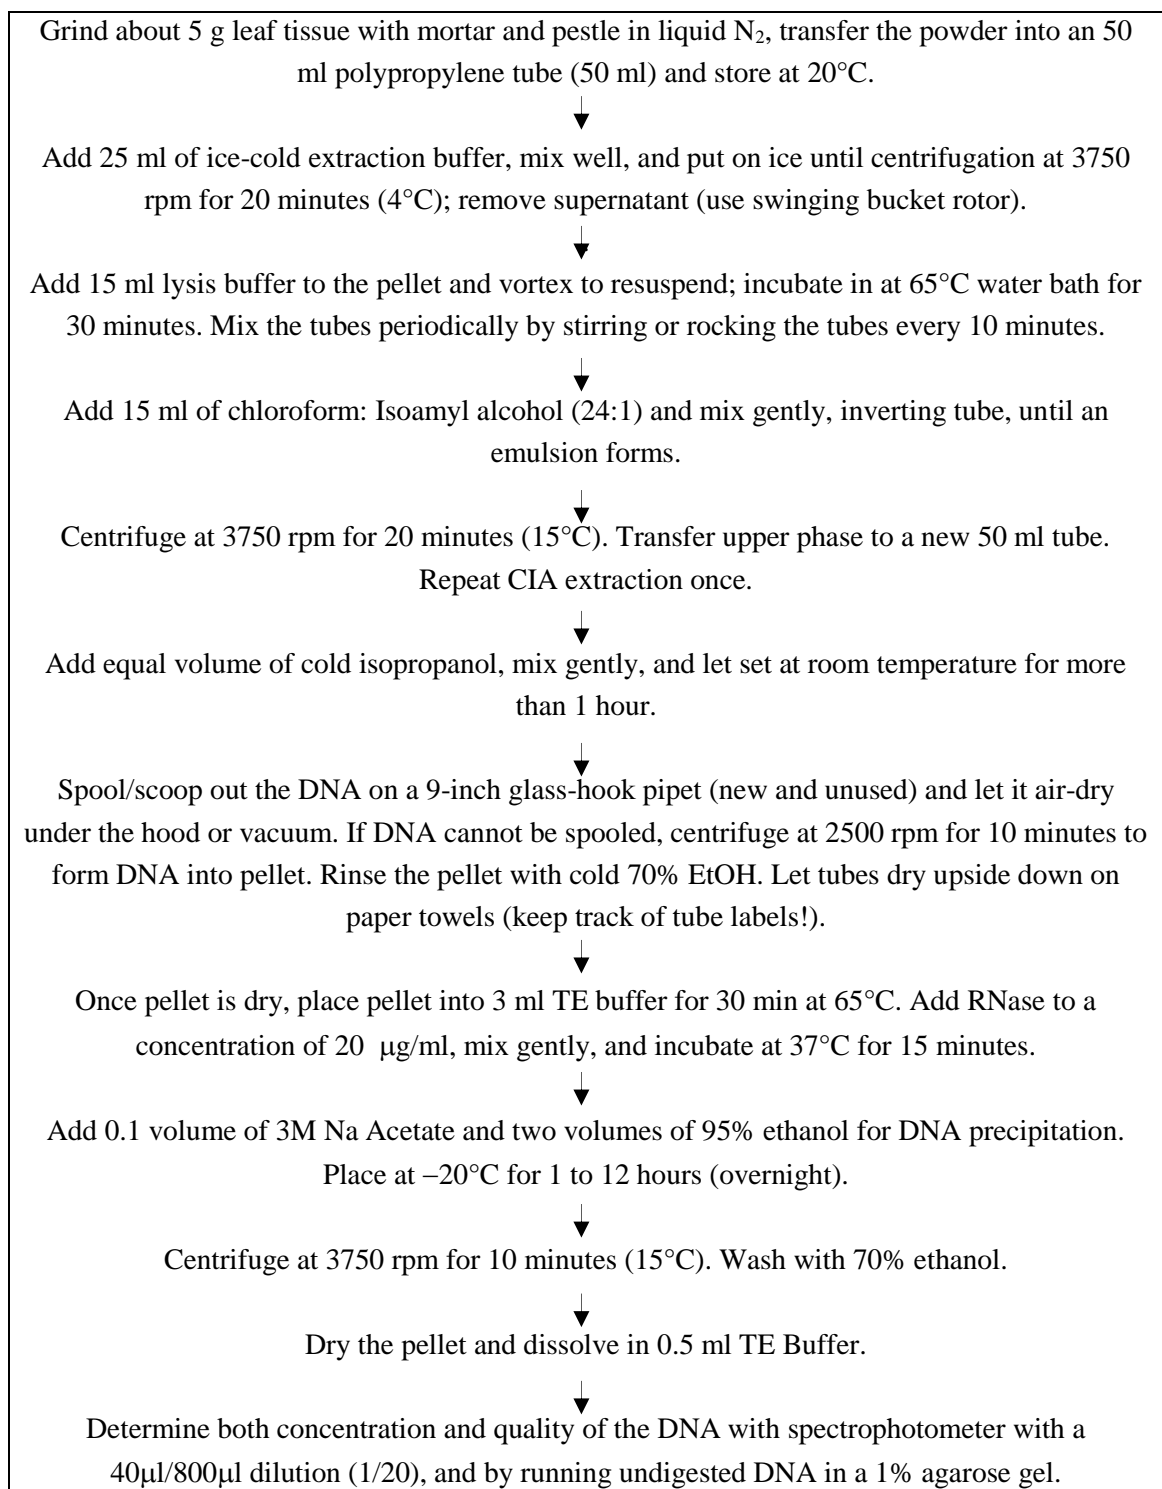 Grind about 5 g leaf tissue with mortar and pestle in liquid N₂, transfer the powder into an 50
ml polypropylene tube (50 ml) and store at 20°C.
Add 25 ml of ice-cold extraction buffer, mix well, and put on ice until centrifugation at 3750
rpm for 20 minutes (4°C); remove supernatant (use swinging bucket rotor).
Add 15 ml lysis buffer to the pellet and vortex to resuspend; incubate in at 65°C water bath for
30 minutes. Mix the tubes periodically by stirring or rocking the tubes every 10 minutes.
Add 15 ml of chloroform: Isoamyl alcohol (24:1) and mix gently, inverting tube, until an
emulsion forms.
Centrifuge at 3750 rpm for 20 minutes (15°C). Transfer upper phase to a new 50 ml tube.
Repeat CIA extraction once.
Add equal volume of cold isopropanol, mix gently, and let set at room temperature for more
than 1 hour.
Spool/scoop out the DNA on a 9-inch glass-hook pipet (new and unused) and let it air-dry
under the hood or vacuum. If DNA cannot be spooled, centrifuge at 2500 rpm for 10 minutes to
form DNA into pellet. Rinse the pellet with cold 70% EtOH. Let tubes dry upside down on
paper towels (keep track of tube labels!).
Once pellet is dry, place pellet into 3 ml TE buffer for 30 min at 65°C. Add RNase to a
concentration of 20 μg/ml, mix gently, and incubate at 37°C for 15 minutes.
Add 0.1 volume of 3M Na Acetate and two volumes of 95% ethanol for DNA precipitation.
Place at −20°C for 1 to 12 hours (overnight).
Centrifuge at 3750 rpm for 10 minutes (15°C). Wash with 70% ethanol.
Dry the pellet and dissolve in 0.5 ml TE Buffer.
Determine both concentration and quality of the DNA with spectrophotometer with a
40μl/800μl dilution (1/20), and by running undigested DNA in a 1% agarose gel.